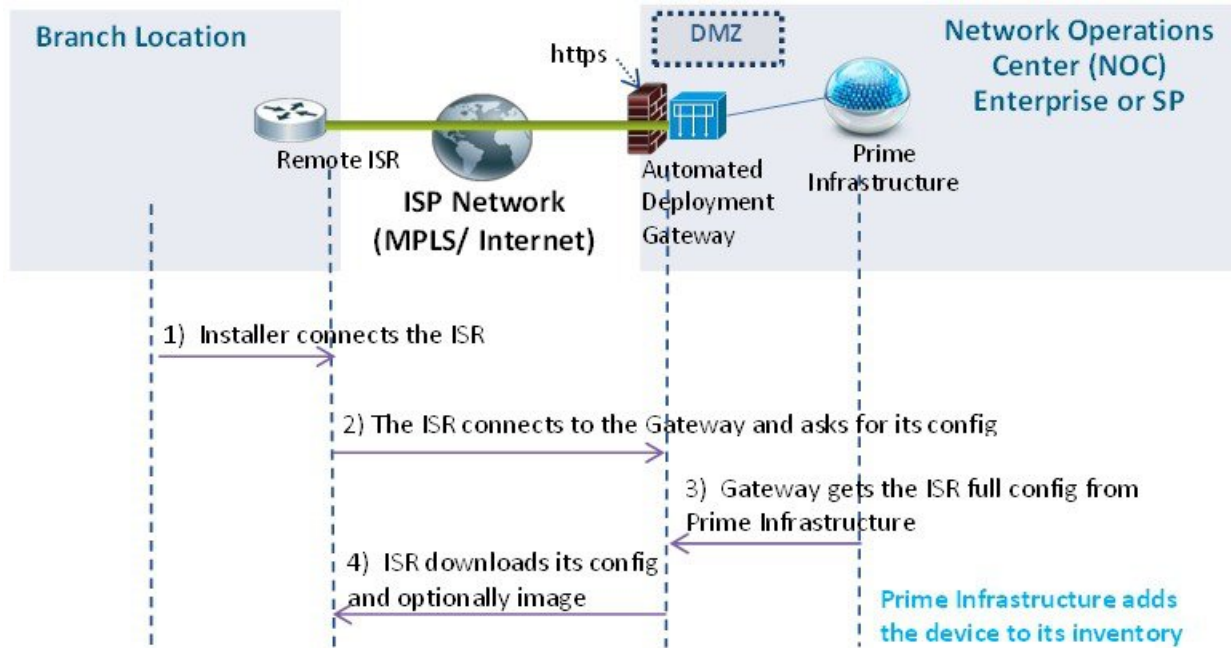 Branch Location
https
DMZ
Network Operations
Center (NOC)
Enterprise or SP
Remote ISR
ISP Network
(MPLS/ Internet)
Automated
Deployment
Gateway
Prime
Infrastructure
1) Installer connects the ISR
2) The ISR connects to the Gateway and asks for its config
3) Gateway gets the ISR full config from
Prime Infrastructure
4) ISR downloads its config
and optionally image
Prime Infrastructure adds
the device to its inventory